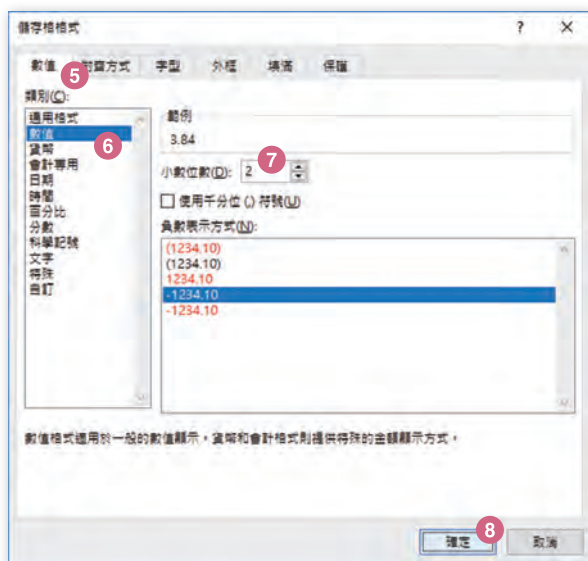 儲存格格式 ? ×
數值 對齊方式 字型 外框 填滿 保護
5
類別(C):
通用格式
數值
貨幣
會計專用
日期
時間
百分比
分數
科學記號
文字
特殊
自訂
6
範例
3.84
小數位數(D): 2
7
使用千分位(,) 符號(U)
負數表示方式(N):
(1234.10)
(1234.10)
1234.10
-1234.10
-1234.10
數值格式適用於一般的數值顯示。貨幣和會計格式則提供特殊的金額顯示方式。
8
確定 取消